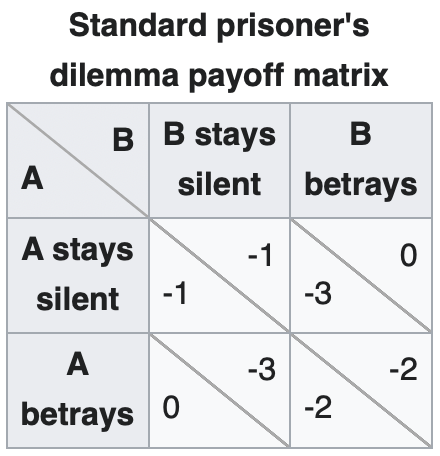 Standard prisoner's
dilemma payoff matrix
B
A
B stays
silent
B
betrays
A stays
silent
-1
-1
0
-3
A
betrays
-3
0
-2
-2